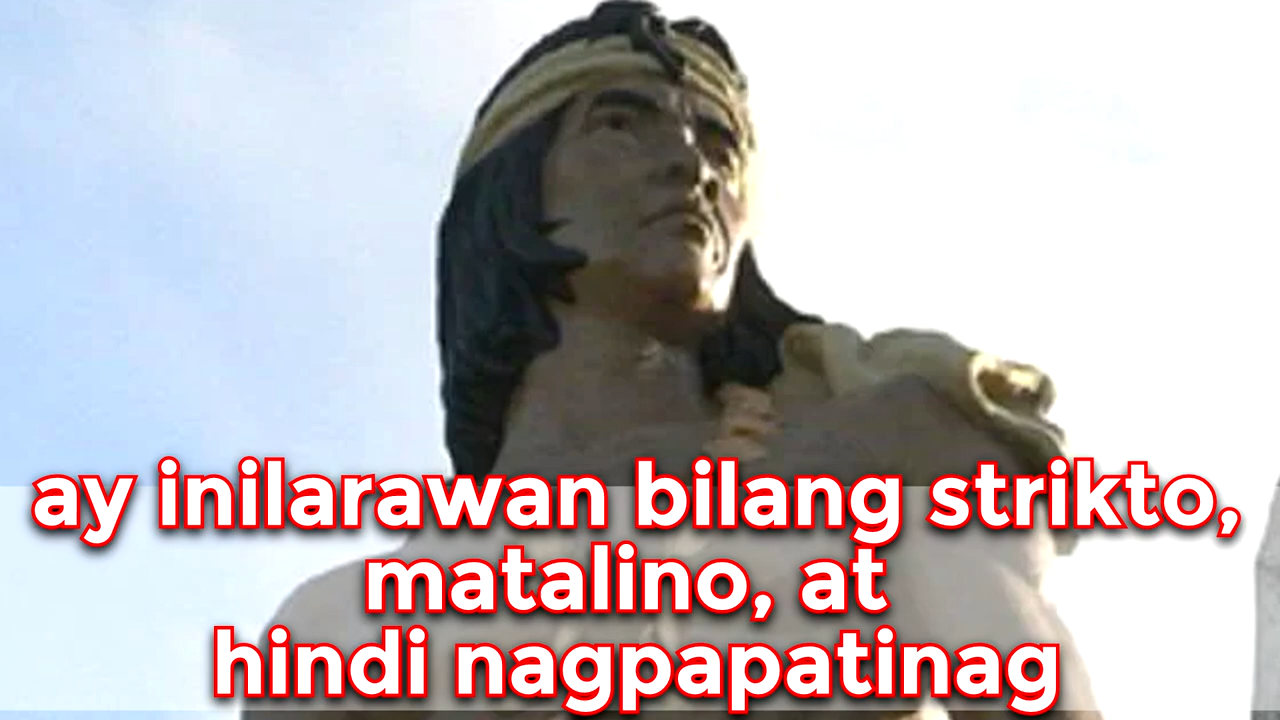 ay inilarawan bilang strikto,
matalino, at
hindi nagpapatinag